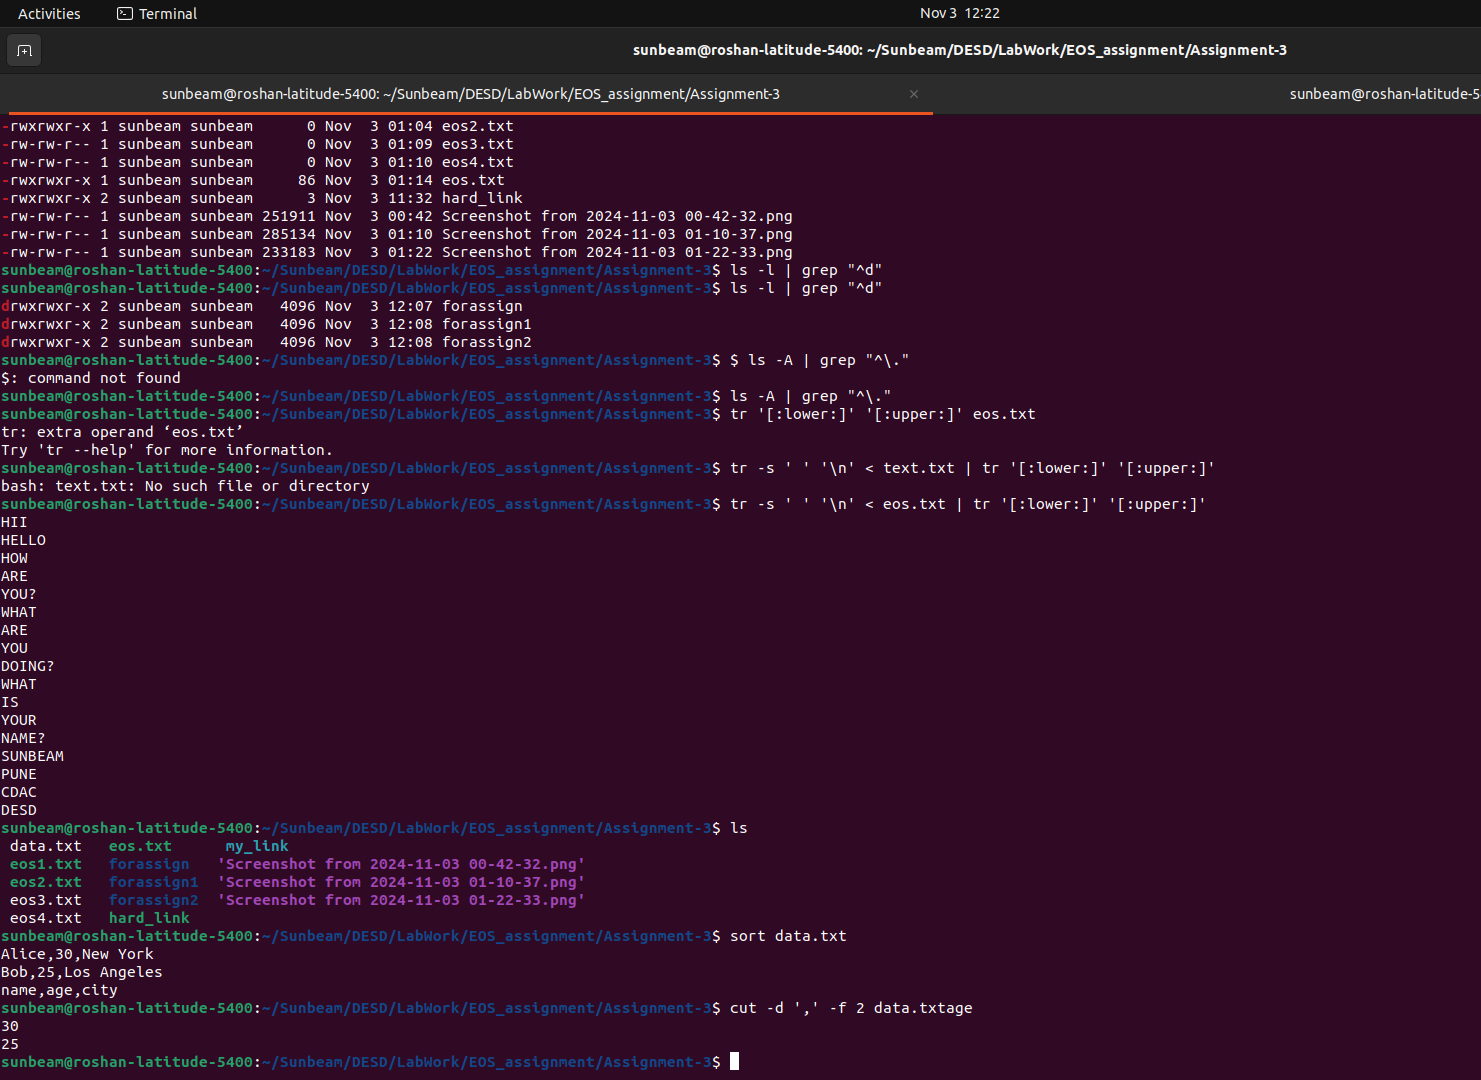 Activities Terminal Nov 3 12:22
sunbeam@roshan-latitude-5400: ~/Sunbeam/DESD/LabWork/EOS_assignment/Assignment-3
sunbeam@roshan-latitude-5400: ~/Sunbeam/DESD/LabWork/EOS_assignment/Assignment-3 × sunbeam@roshan-latitude-5
-rwxrwxr-x 1 sunbeam sunbeam      0 Nov  3 01:04 eos2.txt
-rw-rw-r-- 1 sunbeam sunbeam      0 Nov  3 01:09 eos3.txt
-rw-rw-r-- 1 sunbeam sunbeam      0 Nov  3 01:10 eos4.txt
-rwxrwxr-x 1 sunbeam sunbeam     86 Nov  3 01:14 eos.txt
-rwxrwxr-x 2 sunbeam sunbeam      3 Nov  3 11:32 hard_link
-rw-rw-r-- 1 sunbeam sunbeam 251911 Nov  3 00:42 Screenshot from 2024-11-03 00-42-32.png
-rw-rw-r-- 1 sunbeam sunbeam 285134 Nov  3 01:10 Screenshot from 2024-11-03 01-10-37.png
-rw-rw-r-- 1 sunbeam sunbeam 233183 Nov  3 01:22 Screenshot from 2024-11-03 01-22-33.png
sunbeam@roshan-latitude-5400:~/Sunbeam/DESD/LabWork/EOS_assignment/Assignment-3$ ls -l | grep "^d"
sunbeam@roshan-latitude-5400:~/Sunbeam/DESD/LabWork/EOS_assignment/Assignment-3$ ls -l | grep "^d"
drwxrwxr-x 2 sunbeam sunbeam   4096 Nov  3 12:07 forassign
drwxrwxr-x 2 sunbeam sunbeam   4096 Nov  3 12:08 forassign1
drwxrwxr-x 2 sunbeam sunbeam   4096 Nov  3 12:08 forassign2
sunbeam@roshan-latitude-5400:~/Sunbeam/DESD/LabWork/EOS_assignment/Assignment-3$ $ ls -A | grep "^\."
$: command not found
sunbeam@roshan-latitude-5400:~/Sunbeam/DESD/LabWork/EOS_assignment/Assignment-3$ ls -A | grep "^\."
sunbeam@roshan-latitude-5400:~/Sunbeam/DESD/LabWork/EOS_assignment/Assignment-3$ tr '[:lower:]' '[:upper:]' eos.txt
tr: extra operand ‘eos.txt’
Try 'tr --help' for more information.
sunbeam@roshan-latitude-5400:~/Sunbeam/DESD/LabWork/EOS_assignment/Assignment-3$ tr -s ' ' '\n' < text.txt | tr '[:lower:]' '[:upper:]'
bash: text.txt: No such file or directory
sunbeam@roshan-latitude-5400:~/Sunbeam/DESD/LabWork/EOS_assignment/Assignment-3$ tr -s ' ' '\n' < eos.txt | tr '[:lower:]' '[:upper:]'
HII
HELLO
HOW
ARE
YOU?
WHAT
ARE
YOU
DOING?
WHAT
IS
YOUR
NAME?
SUNBEAM
PUNE
CDAC
DESD
sunbeam@roshan-latitude-5400:~/Sunbeam/DESD/LabWork/EOS_assignment/Assignment-3$ ls
data.txt   eos.txt      my_link
eos1.txt   forassign   'Screenshot from 2024-11-03 00-42-32.png'
eos2.txt   forassign1  'Screenshot from 2024-11-03 01-10-37.png'
eos3.txt   forassign2  'Screenshot from 2024-11-03 01-22-33.png'
eos4.txt   hard_link
sunbeam@roshan-latitude-5400:~/Sunbeam/DESD/LabWork/EOS_assignment/Assignment-3$ sort data.txt
Alice,30,New York
Bob,25,Los Angeles
name,age,city
sunbeam@roshan-latitude-5400:~/Sunbeam/DESD/LabWork/EOS_assignment/Assignment-3$ cut -d ',' -f 2 data.txtage
30
25
sunbeam@roshan-latitude-5400:~/Sunbeam/DESD/LabWork/EOS_assignment/Assignment-3$